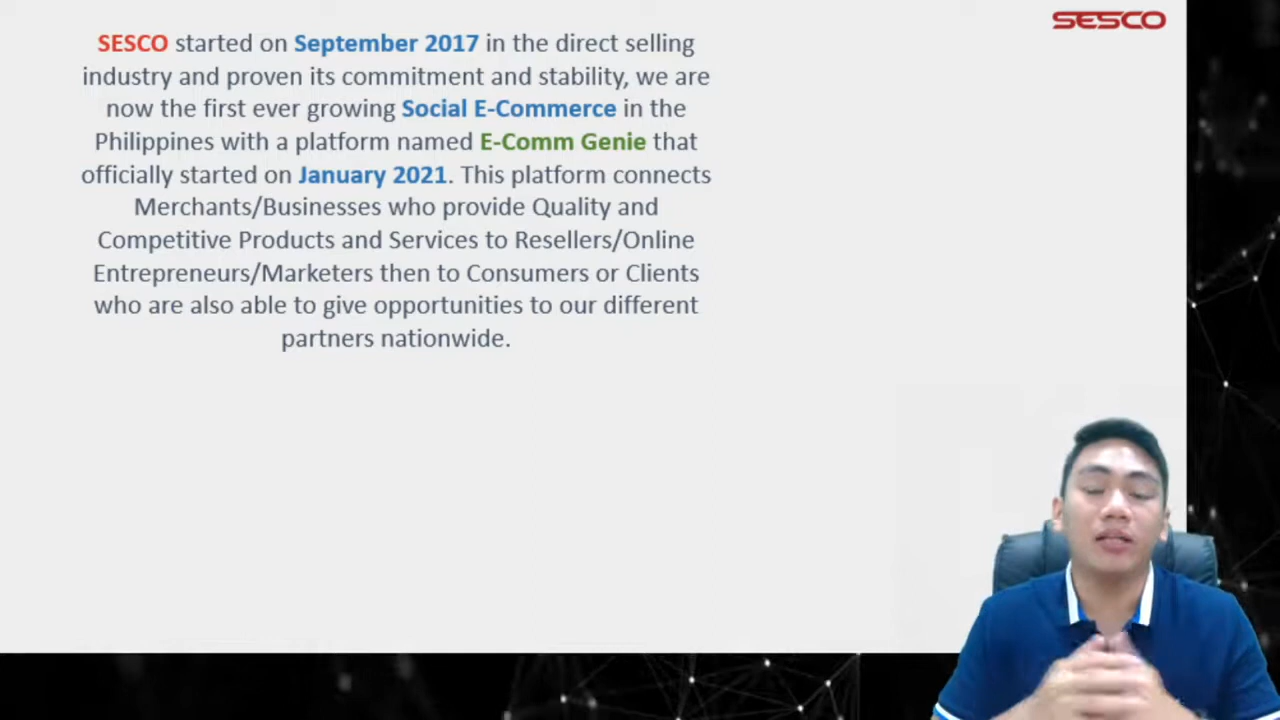 SESCO
SESCO started on September 2017 in the direct selling
industry and proven its commitment and stability, we are
now the first ever growing Social E-Commerce in the
Philippines with a platform named E-Comm Genie that
officially started on January 2021. This platform connects
Merchants/Businesses who provide Quality and
Competitive Products and Services to Resellers/Online
Entrepreneurs/Marketers then to Consumers or Clients
who are also able to give opportunities to our different
partners nationwide.